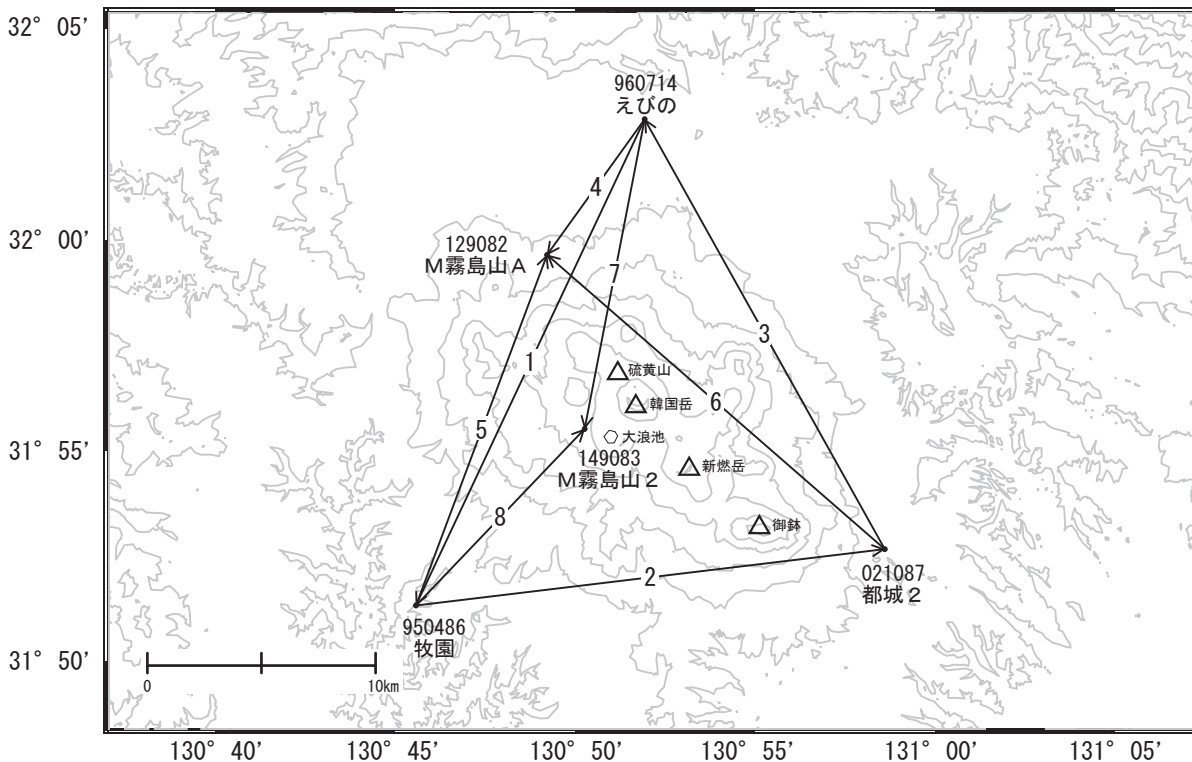 32° 05′
960714
えびの
4
32° 00′
129082
M霧島山A
7
3
1
硫黄山
韓国岳
6
5
大浪池
31° 55′
149083
M霧島山2
新燃岳
8
御鉢
2
021087
都城2
950486
牧園
31° 50′
0
10km
130° 40′
130° 45′
130° 50′
130° 55′
131° 00′
131° 05′